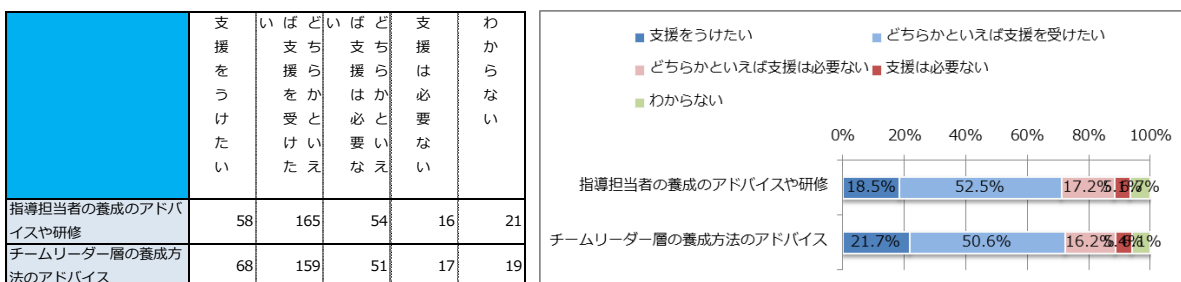 支援をうけたい
どちらかといえば支援を受けたい
どちらかといえば支援は必要ない
支援は必要ない
わからない
指導担当者の養成のアドバイスや研修
58 165 54 16 21
チームリーダー層の養成方法のアドバイス
68 159 51 17 19
支援をうけたい どちらかといえば支援を受けたい
どちらかといえば支援は必要ない 支援は必要ない
わからない
0% 20% 40% 60% 80% 100%
指導担当者の養成のアドバイスや研修 18.5% 52.5% 17.2% 5.1% 6.7%
チームリーダー層の養成方法のアドバイス 21.7% 50.6% 16.2% 5.4% 6.1%